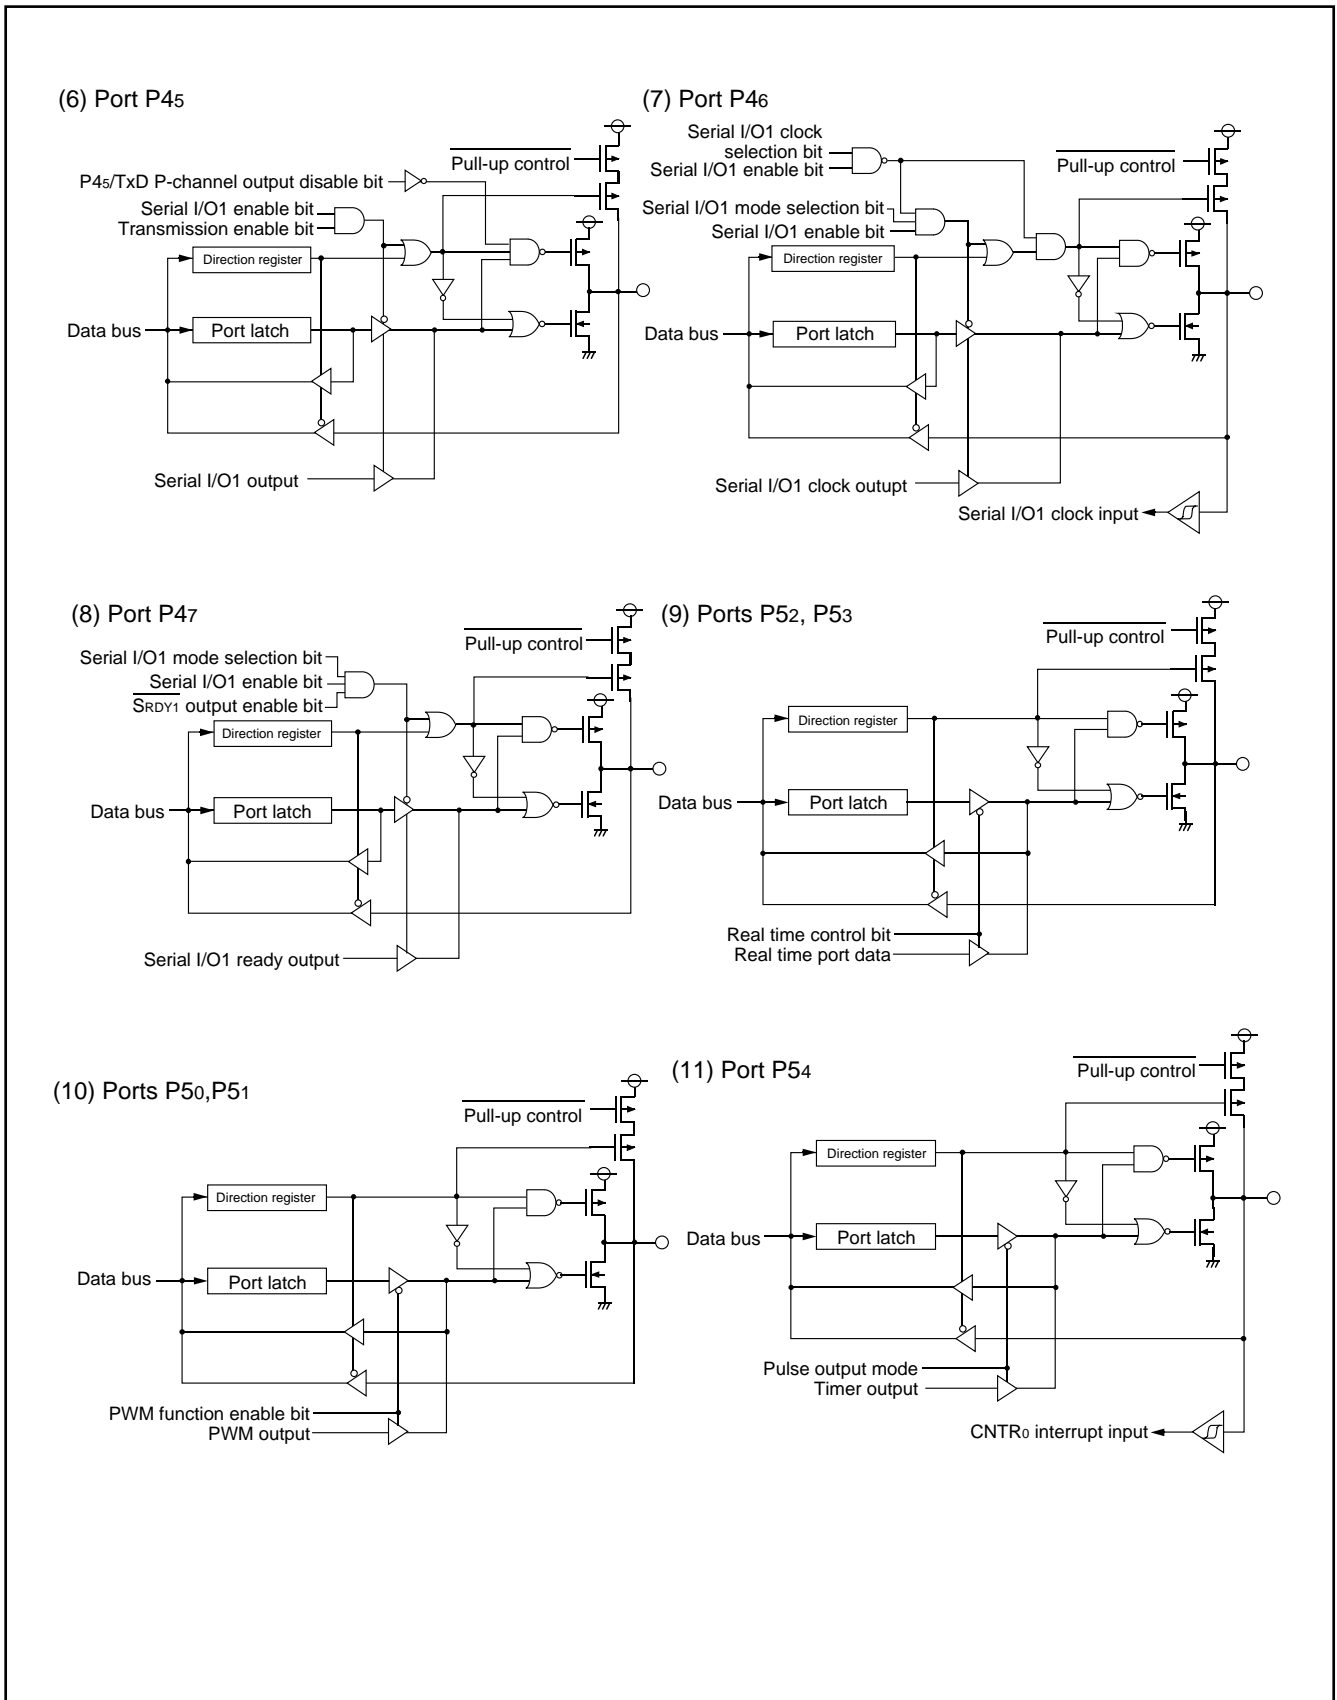 (6) Port P45
Pull-up control
P45/TxD P-channel output disable bit
Serial I/O1 enable bit
Transmission enable bit
Direction register
Data bus
Port latch
Serial I/O1 output
(7) Port P46
Serial I/O1 clock
selection bit
Serial I/O1 enable bit
Pull-up control
Serial I/O1 mode selection bit
Serial I/O1 enable bit
Direction register
Data bus
Port latch
Serial I/O1 clock outupt
Serial I/O1 clock input
(8) Port P47
Pull-up control
Serial I/O1 mode selection bit
Serial I/O1 enable bit
SRDY1 output enable bit
Direction register
Data bus
Port latch
Serial I/O1 ready output
(9) Ports P52, P53
Pull-up control
Direction register
Data bus
Port latch
Real time control bit
Real time port data
(10) Ports P50,P51
Pull-up control
Direction register
Data bus
Port latch
PWM function enable bit
PWM output
(11) Port P54
Pull-up control
Direction register
Data bus
Port latch
Pulse output mode
Timer output
CNTR0 interrupt input